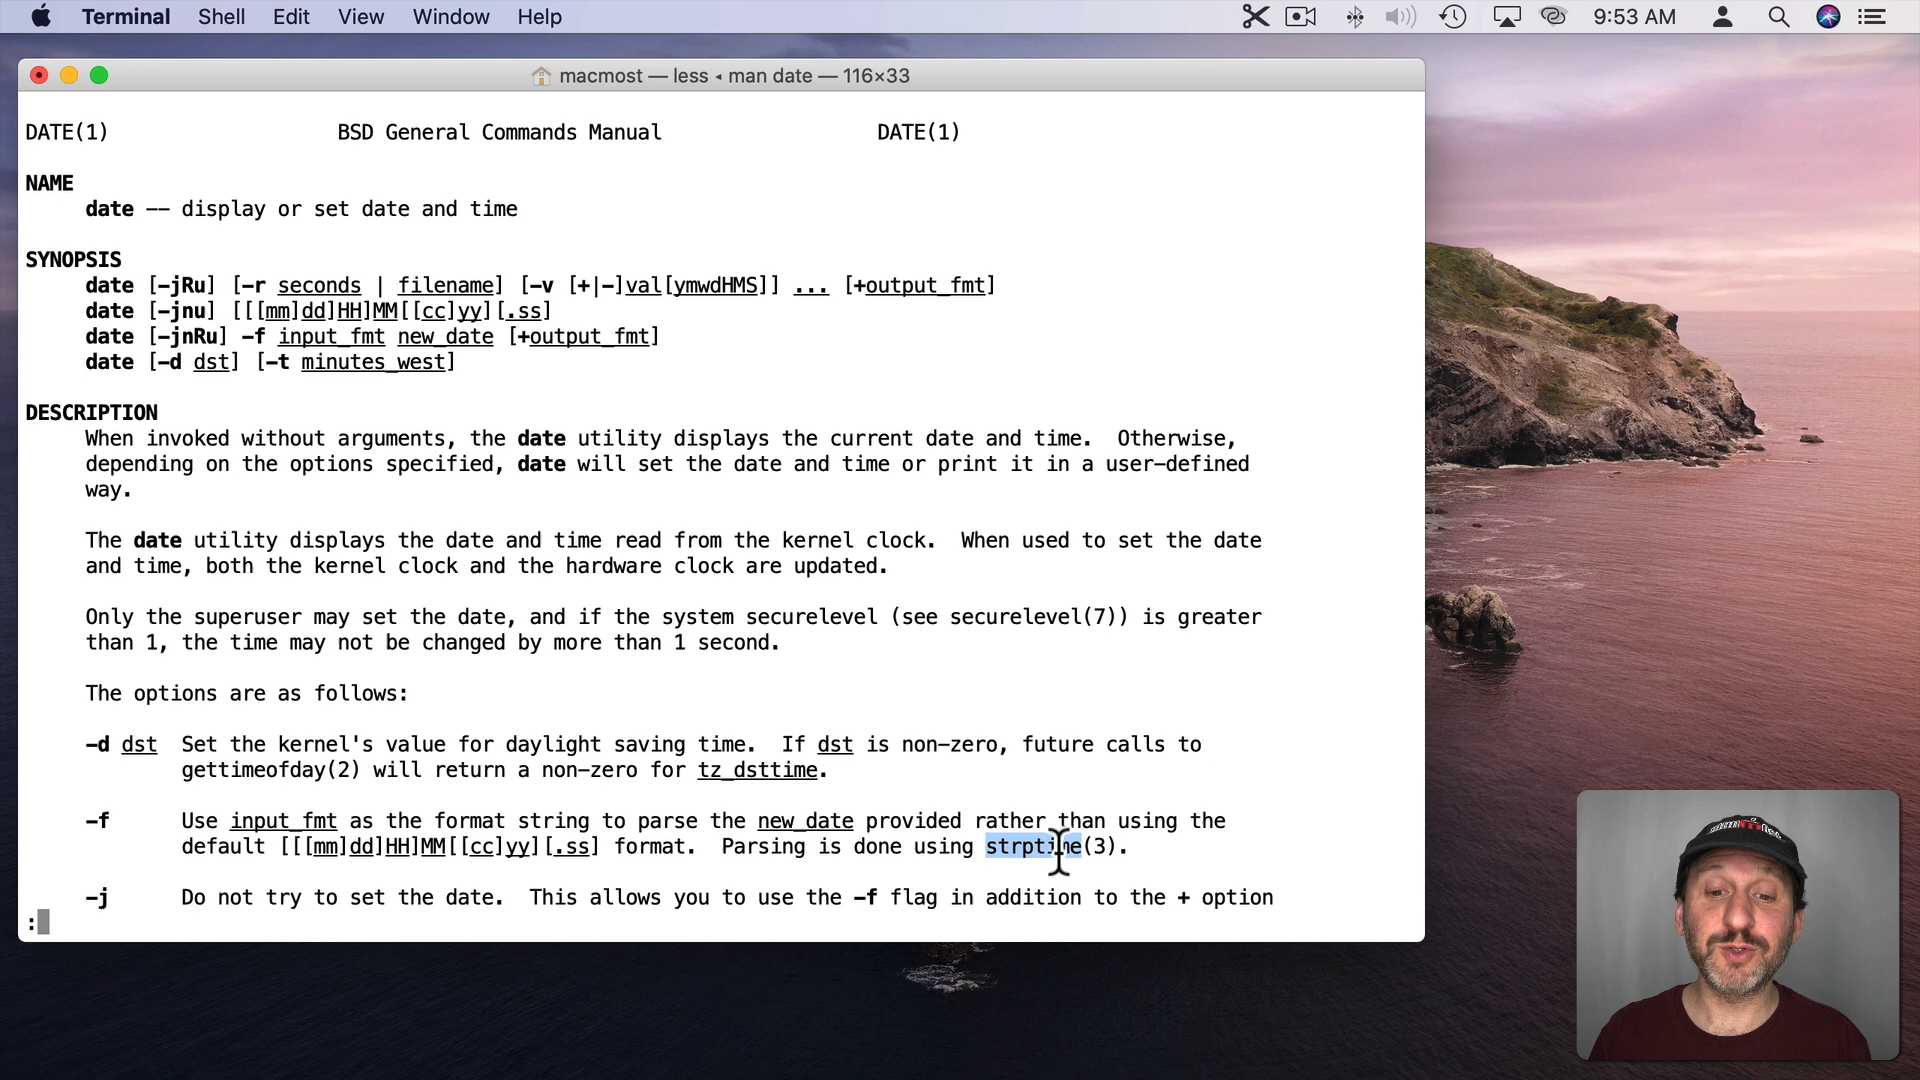 Terminal Shell Edit View Window Help 9:53 AM
macmost — less ◂ man date — 116×33
DATE(1) BSD General Commands Manual DATE(1)
NAME
date -- display or set date and time
SYNOPSIS
date [-jRu] [-r seconds | filename] [-v [+|-]val[ymwdHMS]] ... [+output_fmt]
date [-jnu] [[[mm]dd]HH]MM[[cc]yy][.ss]
date [-jnRu] -f input_fmt new_date [+output_fmt]
date [-d dst] [-t minutes_west]
DESCRIPTION
When invoked without arguments, the date utility displays the current date and time. Otherwise,
depending on the options specified, date will set the date and time or print it in a user-defined
way.
The date utility displays the date and time read from the kernel clock. When used to set the date
and time, both the kernel clock and the hardware clock are updated.
Only the superuser may set the date, and if the system securelevel (see securelevel(7)) is greater
than 1, the time may not be changed by more than 1 second.
The options are as follows:
-d dst Set the kernel's value for daylight saving time. If dst is non-zero, future calls to
gettimeofday(2) will return a non-zero for tz_dsttime.
-f Use input_fmt as the format string to parse the new_date provided rather than using the
default [[[mm]dd]HH]MM[[cc]yy][.ss] format. Parsing is done using strptime(3).
-j Do not try to set the date. This allows you to use the -f flag in addition to the + option
: